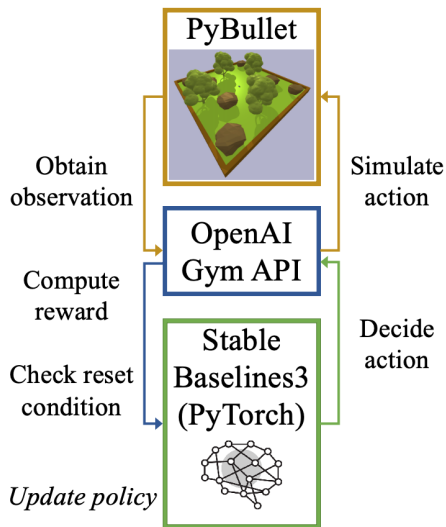 PyBullet
Obtain
observation
Simulate
action
OpenAI
Gym API
Compute
reward
Decide
action
Check reset
condition
Stable
Baselines3
(PyTorch)
Update policy